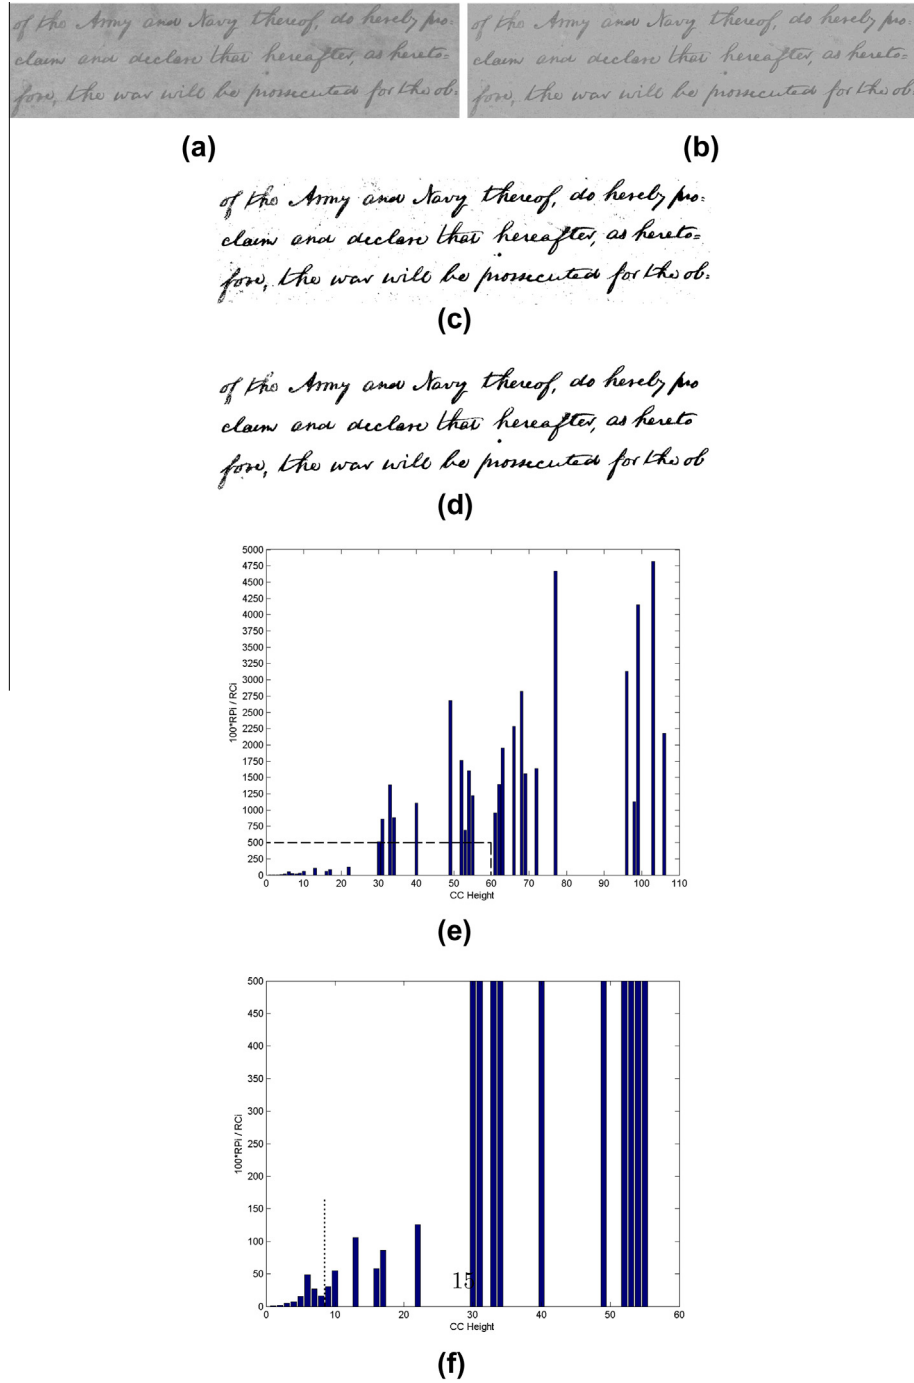 of the Army and Navy thereof, do hereby pro-
claim and declare that hereafter, as hereto=
fore, the war will be prossecuted for the ob-
of the Army and Navy thereof, do hereby pro-
claim and declare that hereafter, as hereto=
fore, the war will be prossecuted for the ob-
(a)
(b)
of the Army and Navy thereof, do hereby pro=
claim and declare that hereafter, as hereto=
fore, the war will be prossecuted for the ob=
(c)
of the Army and Navy thereof, do hereby pro
claim and declare that hereafter, as hereto
fore, the war will be prossecuted for the ob
(d)
100*RPi / RCi
5000
4750
4500
4250
4000
3750
3500
3250
3000
2750
2500
2250
2000
1750
1500
1250
1000
750
500
250
0
0 10 20 30 40 50 60 70 80 90 100 110
CC Height
(e)
100*RPi / RCi
500
450
400
350
300
250
200
150
100
50
0
15
0 10 20 30 40 50 60
CC Height
(f)